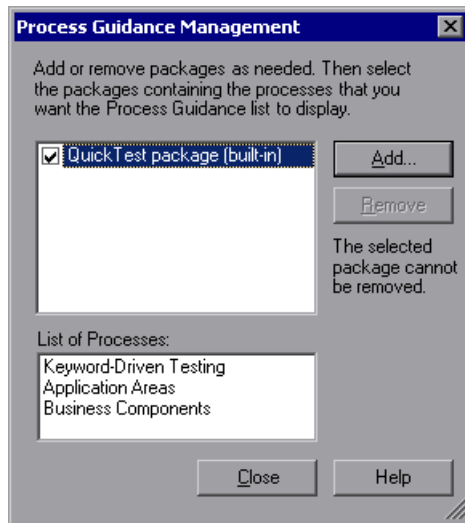 Process Guidance Management
Add or remove packages as needed. Then select
the packages containing the processes that you
want the Process Guidance list to display.
QuickTest package (built-in)
Add...
Remove
The selected
package cannot
be removed.
List of Processes:
Keyword-Driven Testing
Application Areas
Business Components
Close
Help